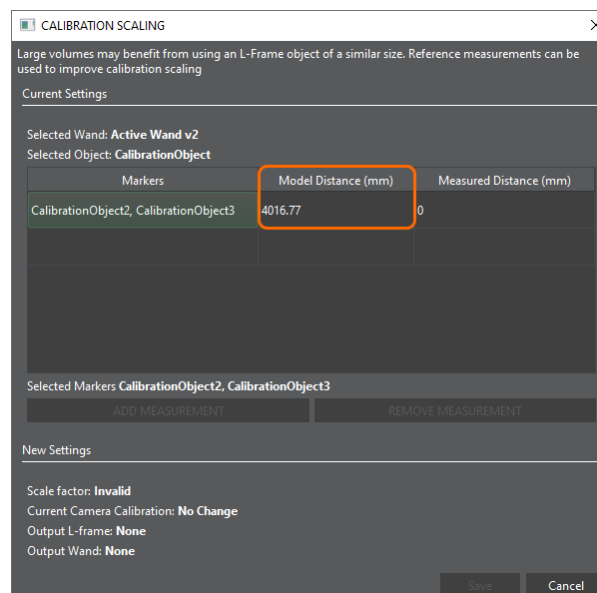 CALIBRATION SCALING
Large volumes may benefit from using an L-Frame object of a similar size. Reference measurements can be
used to improve calibration scaling
Current Settings
Selected Wand: Active Wand v2
Selected Object: CalibrationObject
Markers Model Distance (mm) Measured Distance (mm)
CalibrationObject2, CalibrationObject3 4016.77 0
Selected Markers CalibrationObject2, CalibrationObject3
ADD MEASUREMENT REMOVE MEASUREMENT
New Settings
Scale factor: Invalid
Current Camera Calibration: No Change
Output L-frame: None
Output Wand: None
Save Cancel